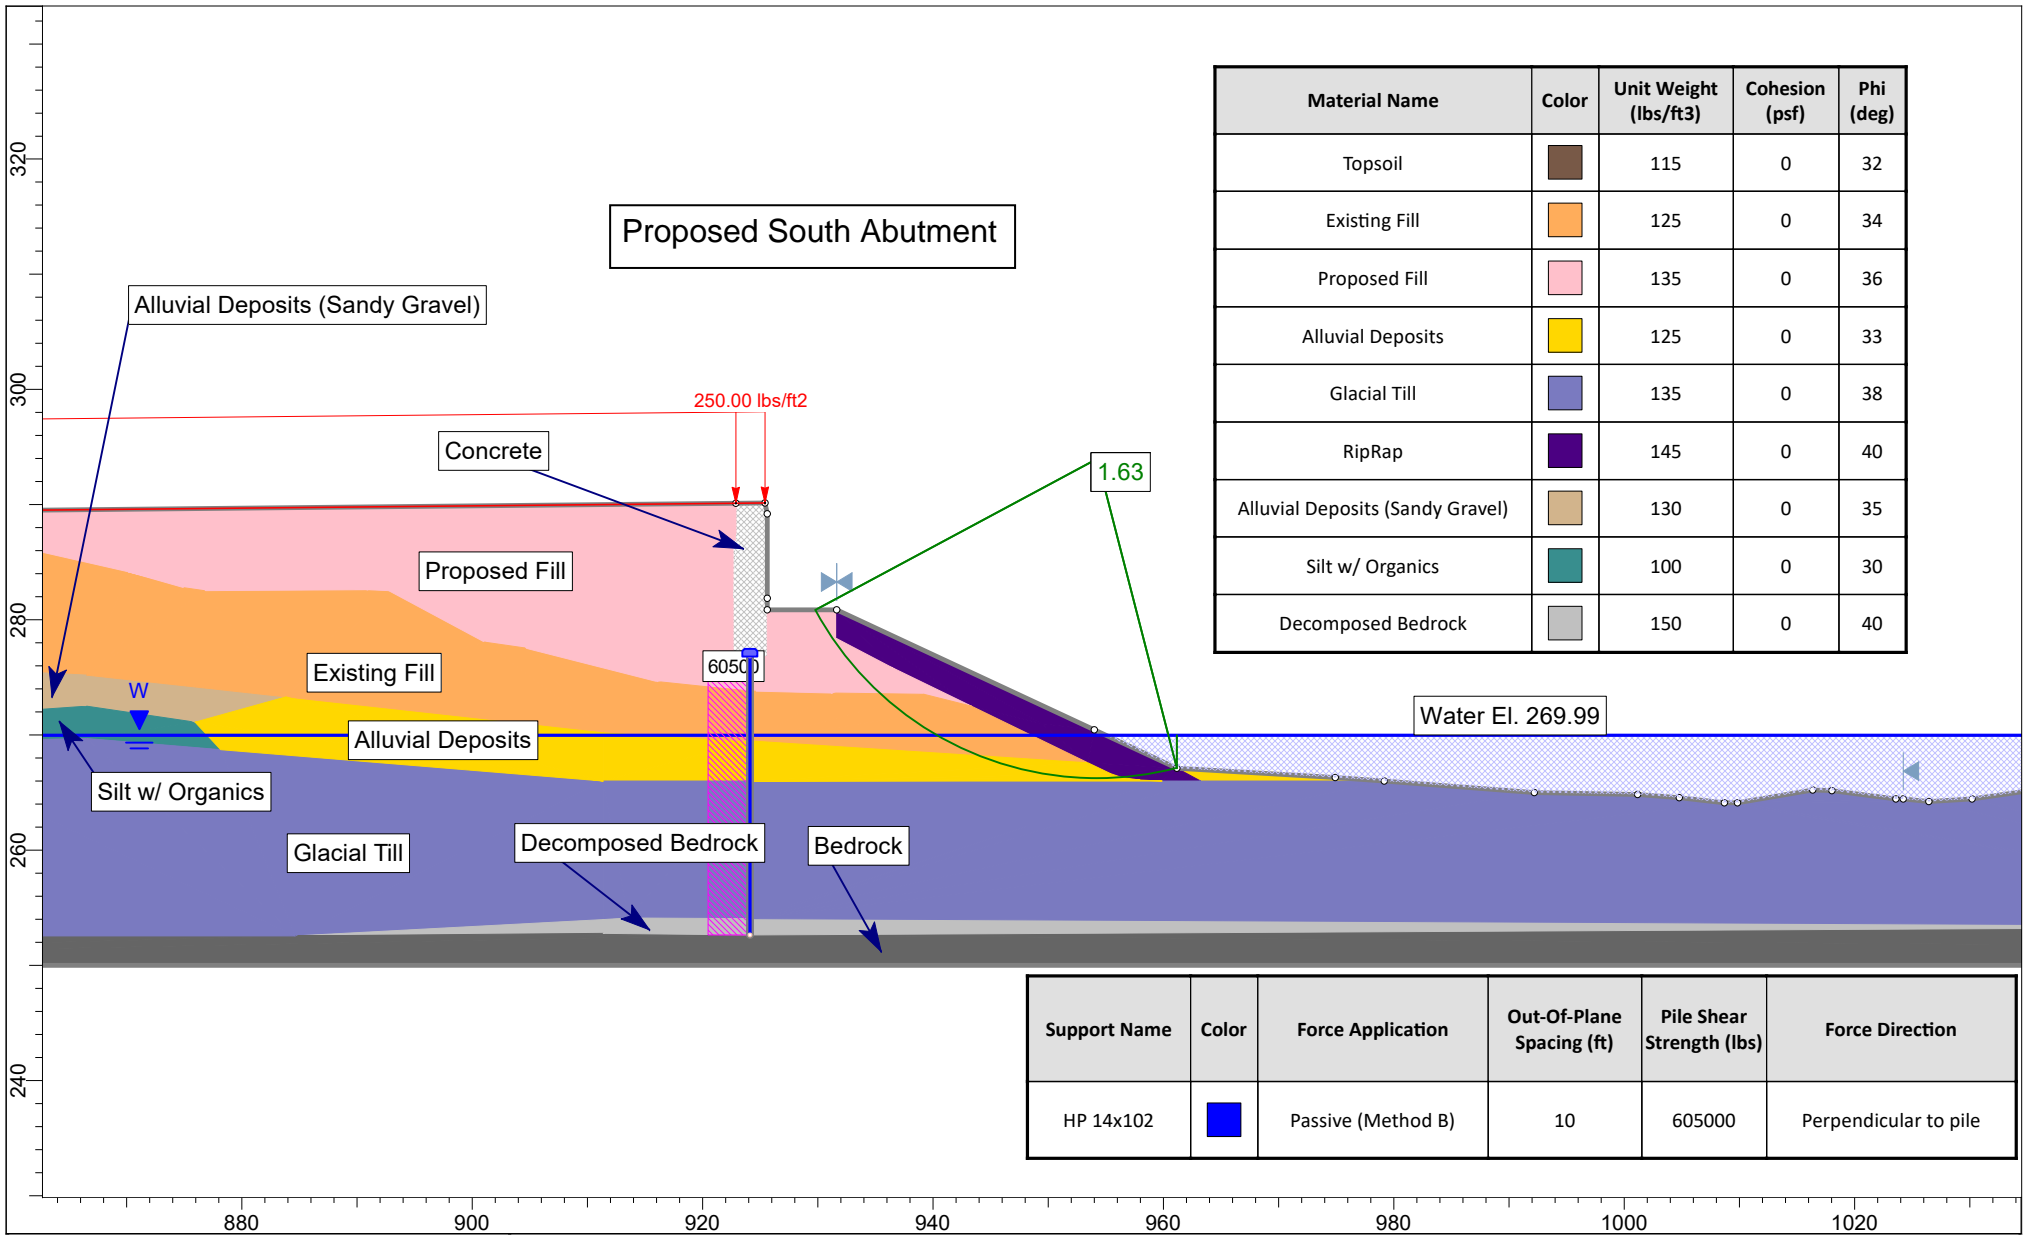 Proposed South Abutment
Material Name Color Unit Weight (lbs/ft3) Cohesion (psf) Phi (deg)
Topsoil 115 0 32
Existing Fill 125 0 34
Proposed Fill 135 0 36
Alluvial Deposits 125 0 33
Glacial Till 135 0 38
RipRap 145 0 40
Alluvial Deposits (Sandy Gravel) 130 0 35
Silt w/ Organics 100 0 30
Decomposed Bedrock 150 0 40
Alluvial Deposits (Sandy Gravel)
250.00 lbs/ft2
Concrete
1.63
Proposed Fill
60500
Existing Fill
W
Water El. 269.99
Alluvial Deposits
Silt w/ Organics
Glacial Till
Decomposed Bedrock
Bedrock
Support Name Color Force Application Out-Of-Plane Spacing (ft) Pile Shear Strength (lbs) Force Direction
HP 14x102 Passive (Method B) 10 605000 Perpendicular to pile
320
300
280
260
240
880 900 920 940 960 980 1000 1020